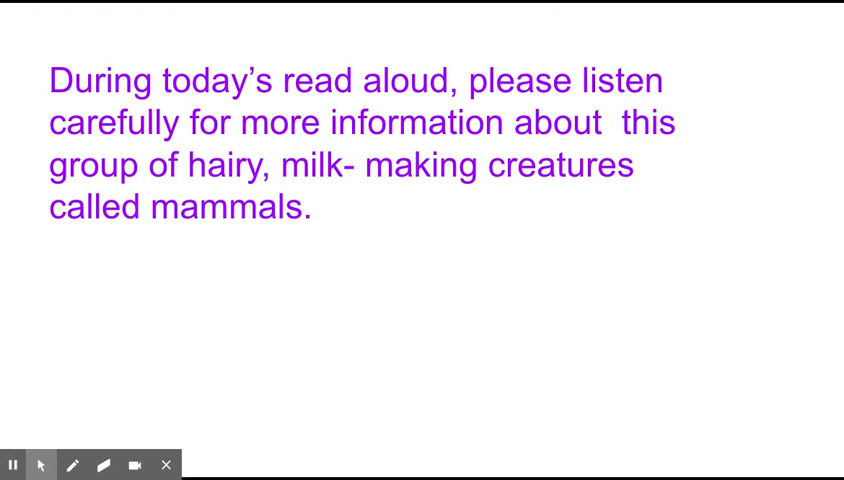 During today’s read aloud, please listen
carefully for more information about  this
group of hairy, milk- making creatures
called mammals.